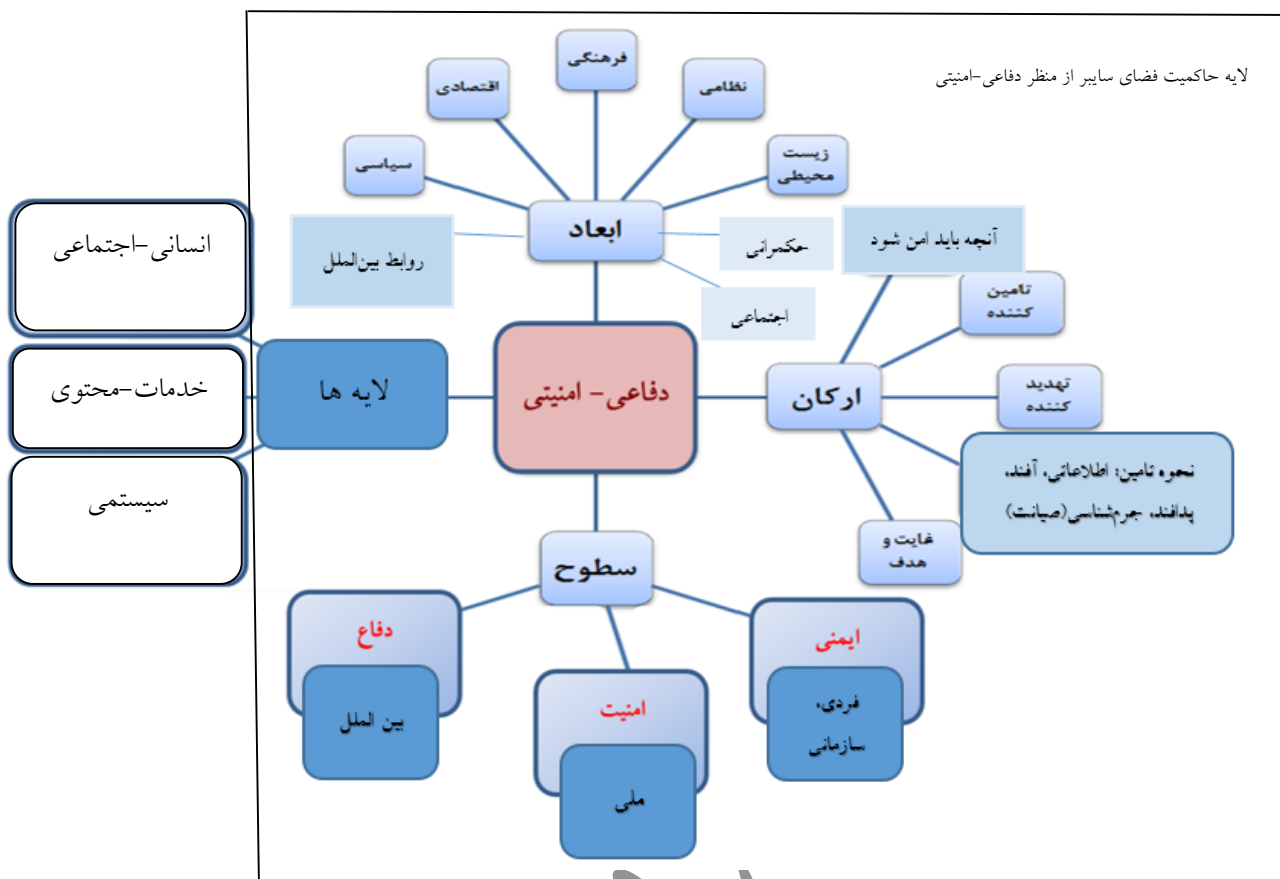 لایه حاکمیت فضای سایبر از منظر دفاعی-امنیتی
فرهنگی
نظامی
اقتصادی
زیست
محیطی
سیاسی
ابعاد
آنچه باید امن شود
حکمرانی
روابط بین‌الملل
اجتماعی
تامین
کننده
انسانی-اجتماعی
دفاعی- امنیتی
لایه ها
خدمات-محتوی
ارکان
تهدید
کننده
سیستمی
نحوه تامین: اطلاعاتی، آفند،
پدافند، جرم‌شناسی(صیانت)
غایت و
هدف
سطوح
ایمنی
فردی،
سازمانی
امنیت
ملی
دفاع
بین الملل